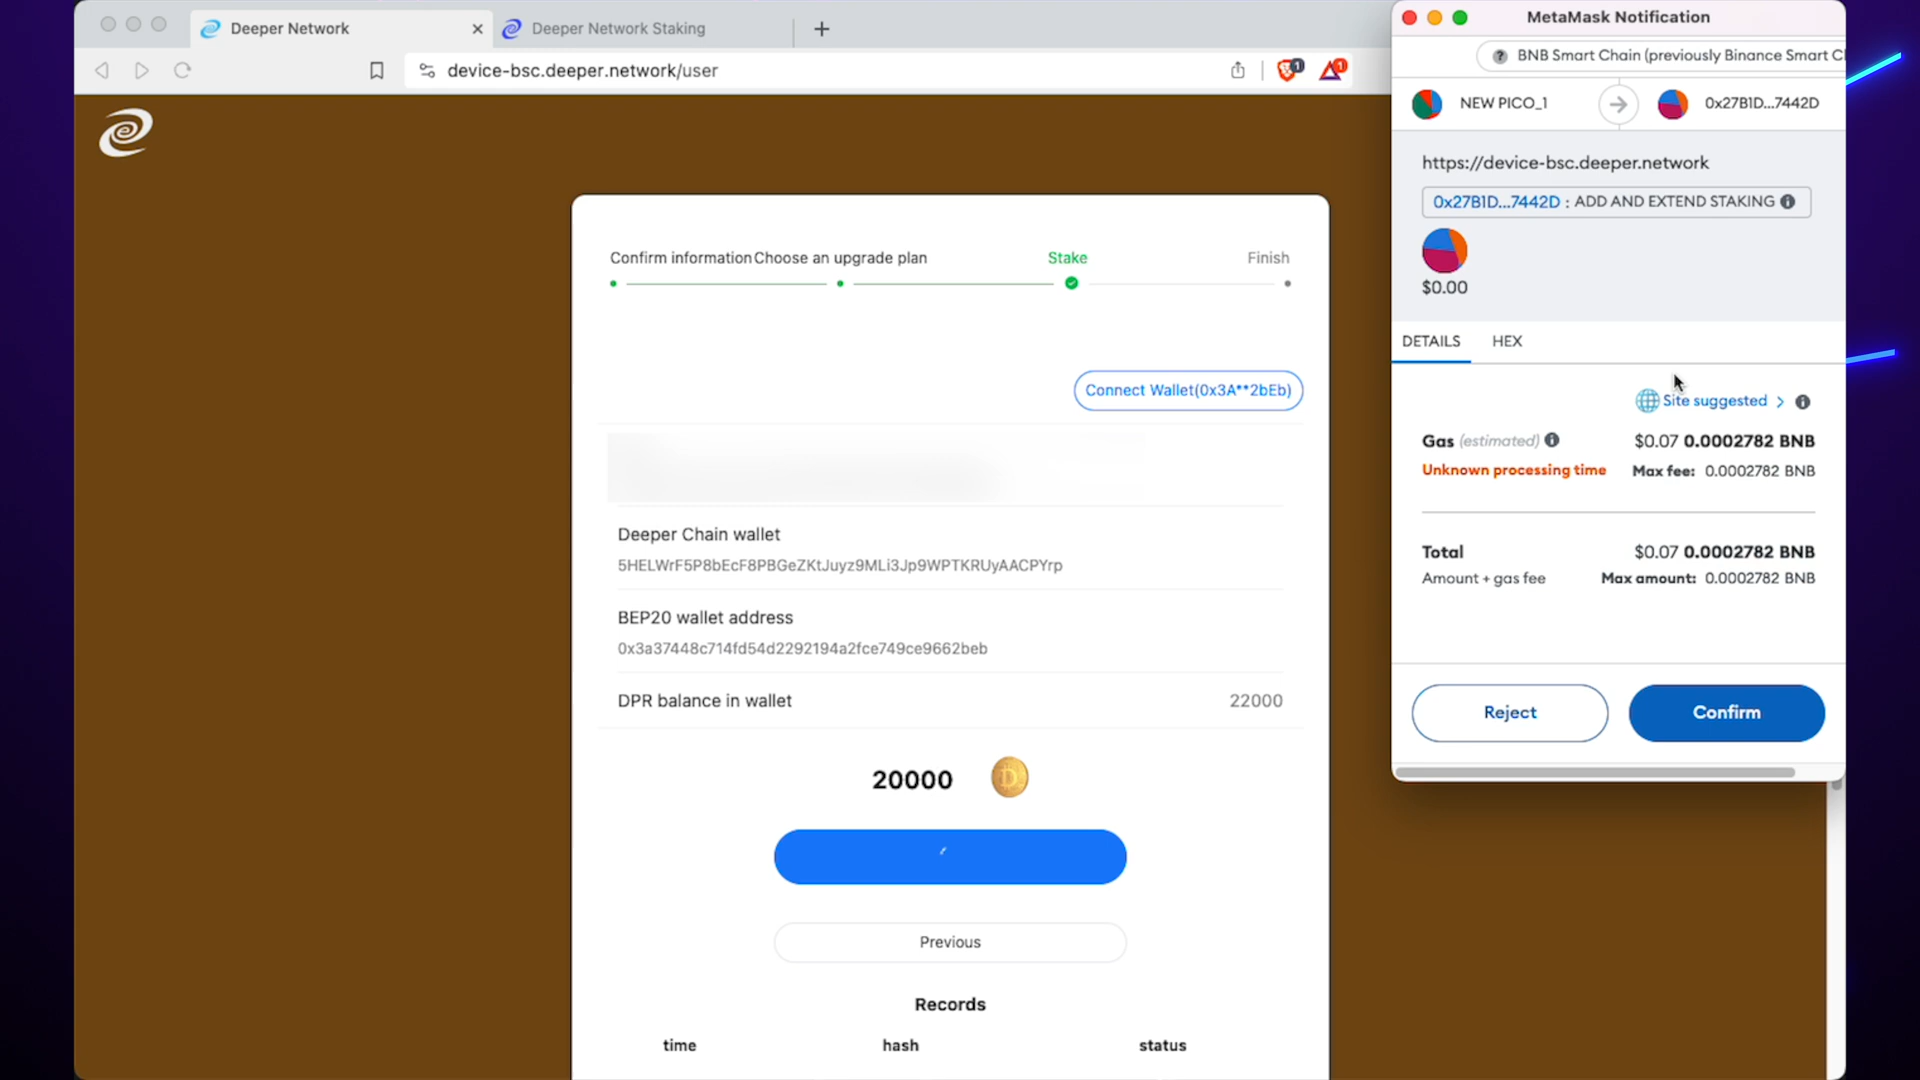 Deeper Network
Deeper Network Staking
device-bsc.deeper.network/user
1
1
Confirm information
Choose an upgrade plan
Stake
Finish
Connect Wallet(0x3A**2bEb)
Deeper Chain wallet
5HELWrF5P8bEcF8PBGeZKtJuyz9MLi3Jp9WPTKRUyAACPYrp
BEP20 wallet address
0x3a37448c714fd54d2292194a2fce749ce9662beb
DPR balance in wallet
22000
20000
Previous
Records
time
hash
status
MetaMask Notification
BNB Smart Chain (previously Binance Smart Cl
NEW PICO_1
0x27B1D...7442D
https://device-bsc.deeper.network
0x27B1D...7442D : ADD AND EXTEND STAKING
$0.00
DETAILS
HEX
Site suggested >
Gas (estimated)
$0.07 0.0002782 BNB
Unknown processing time
Max fee: 0.0002782 BNB
Total
$0.07 0.0002782 BNB
Amount + gas fee
Max amount: 0.0002782 BNB
Reject
Confirm